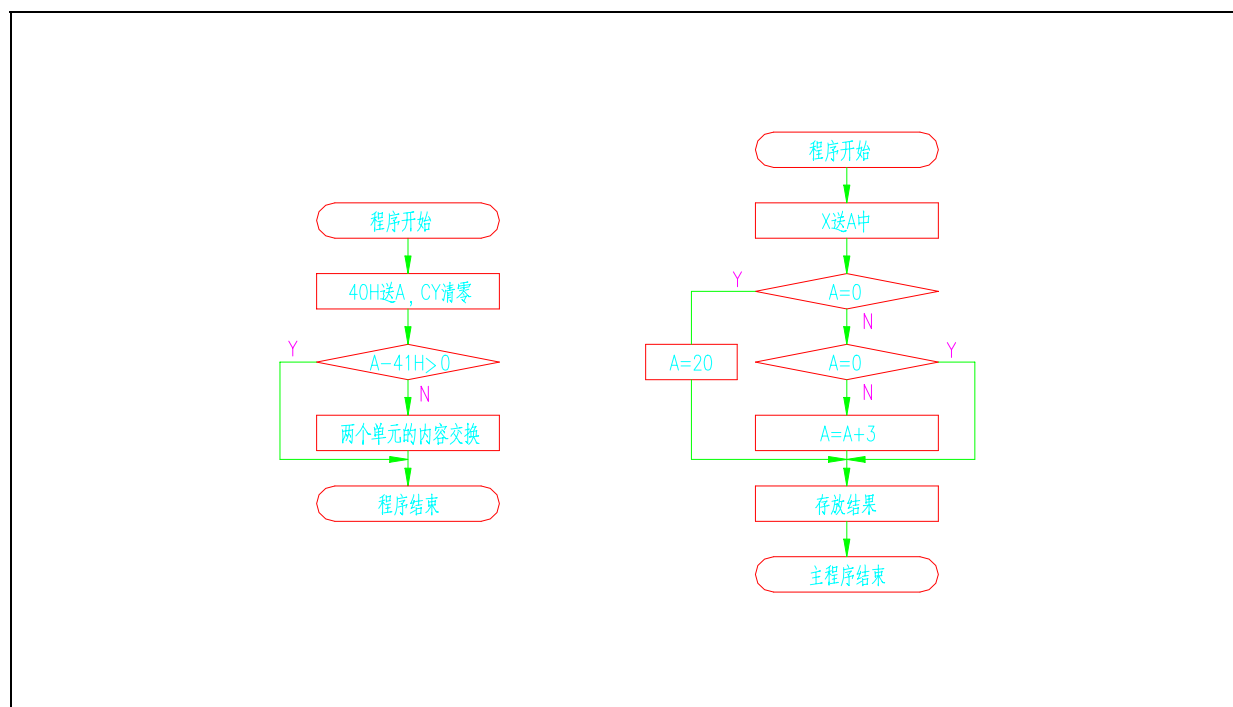 程序开始
40H送A，CY清零
A-41H>0
Y
N
两个单元的内容交换
程序结束
程序开始
X送A中
A=0
Y
N
A=20
A=0
Y
N
A=A+3
存放结果
主程序结束